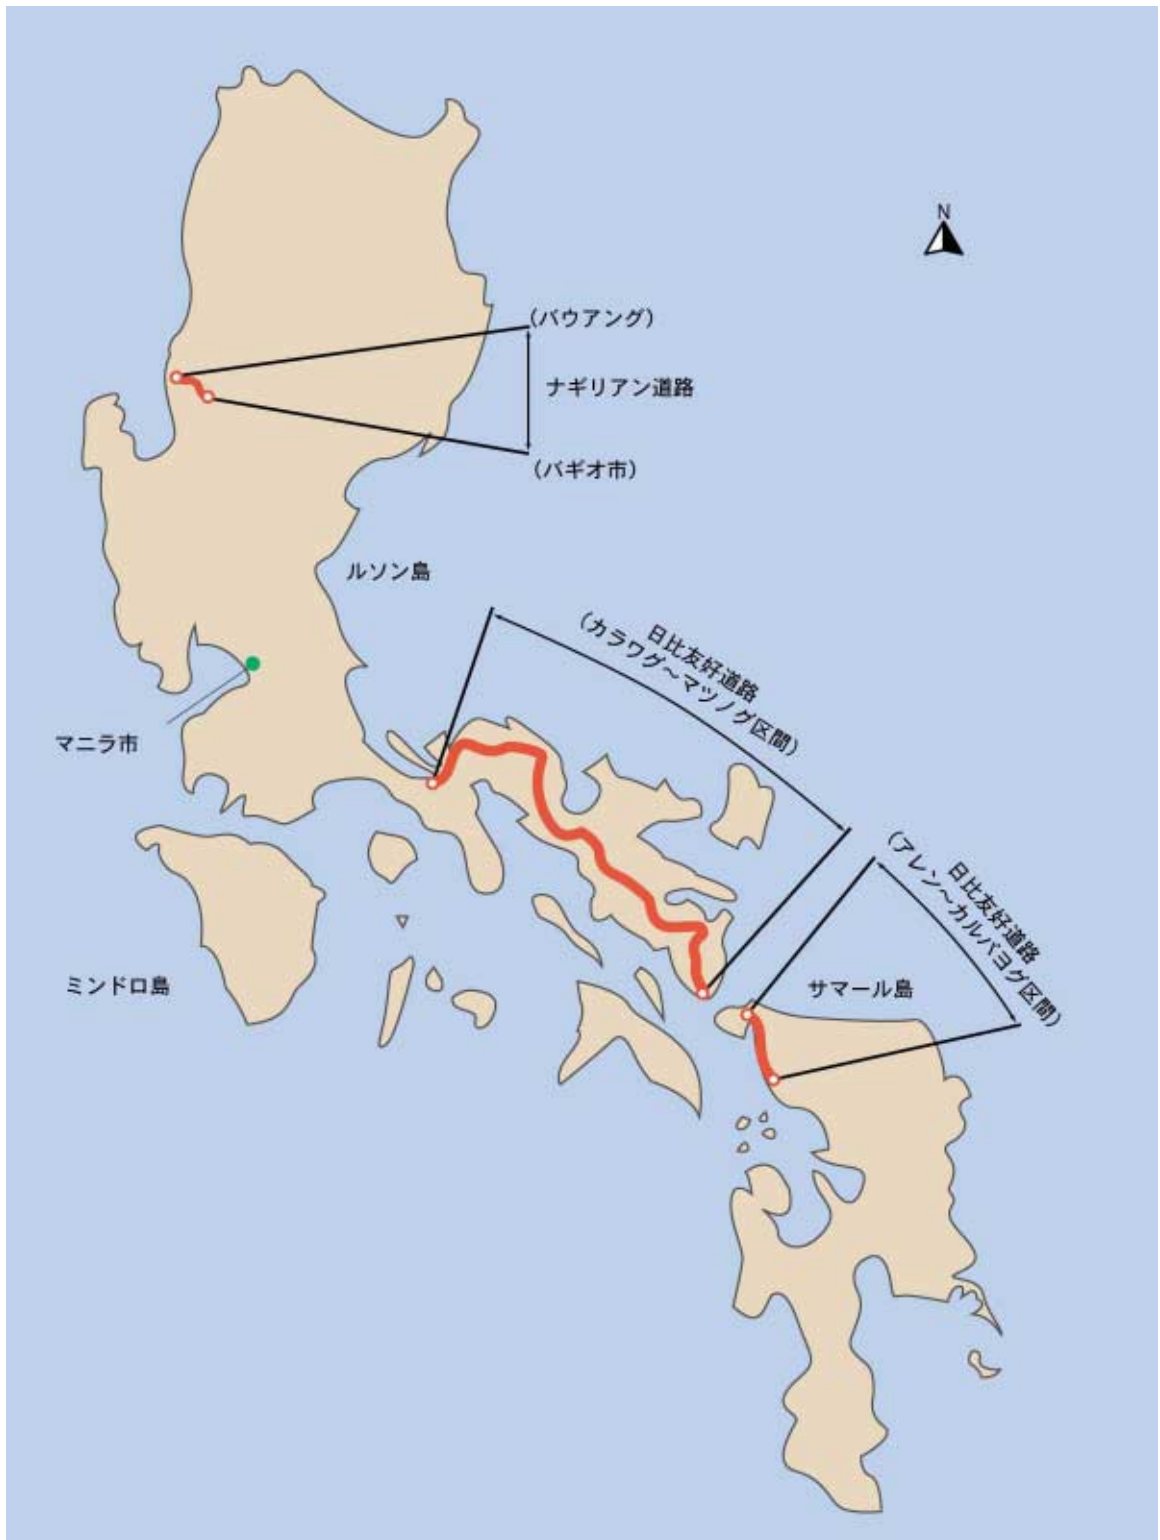 N
（バウアング）
ナギリアン道路
（バギオ市）
ルソン島
日比友好道路
（カラワグ～マツノグ区間）
マニラ市
日比友好道路
（アレン～カルバヨグ区間）
ミンドロ島
サマール島